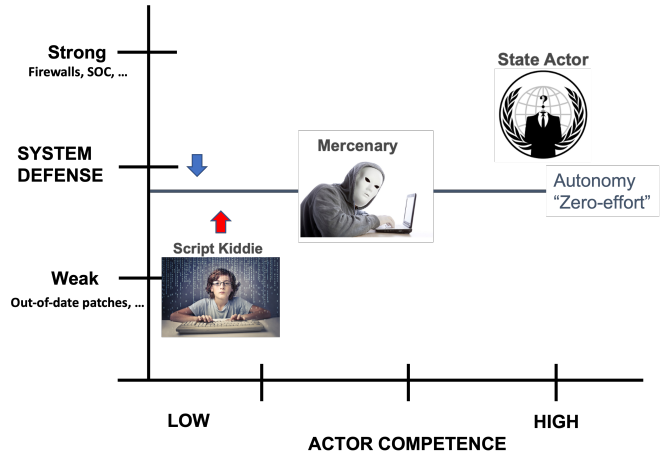 Strong
Firewalls, SOC, ...
State Actor
?
SYSTEM
DEFENSE
Mercenary
Autonomy
“Zero-effort”
Script Kiddie
Weak
Out-of-date patches, ...
LOW
HIGH
ACTOR COMPETENCE